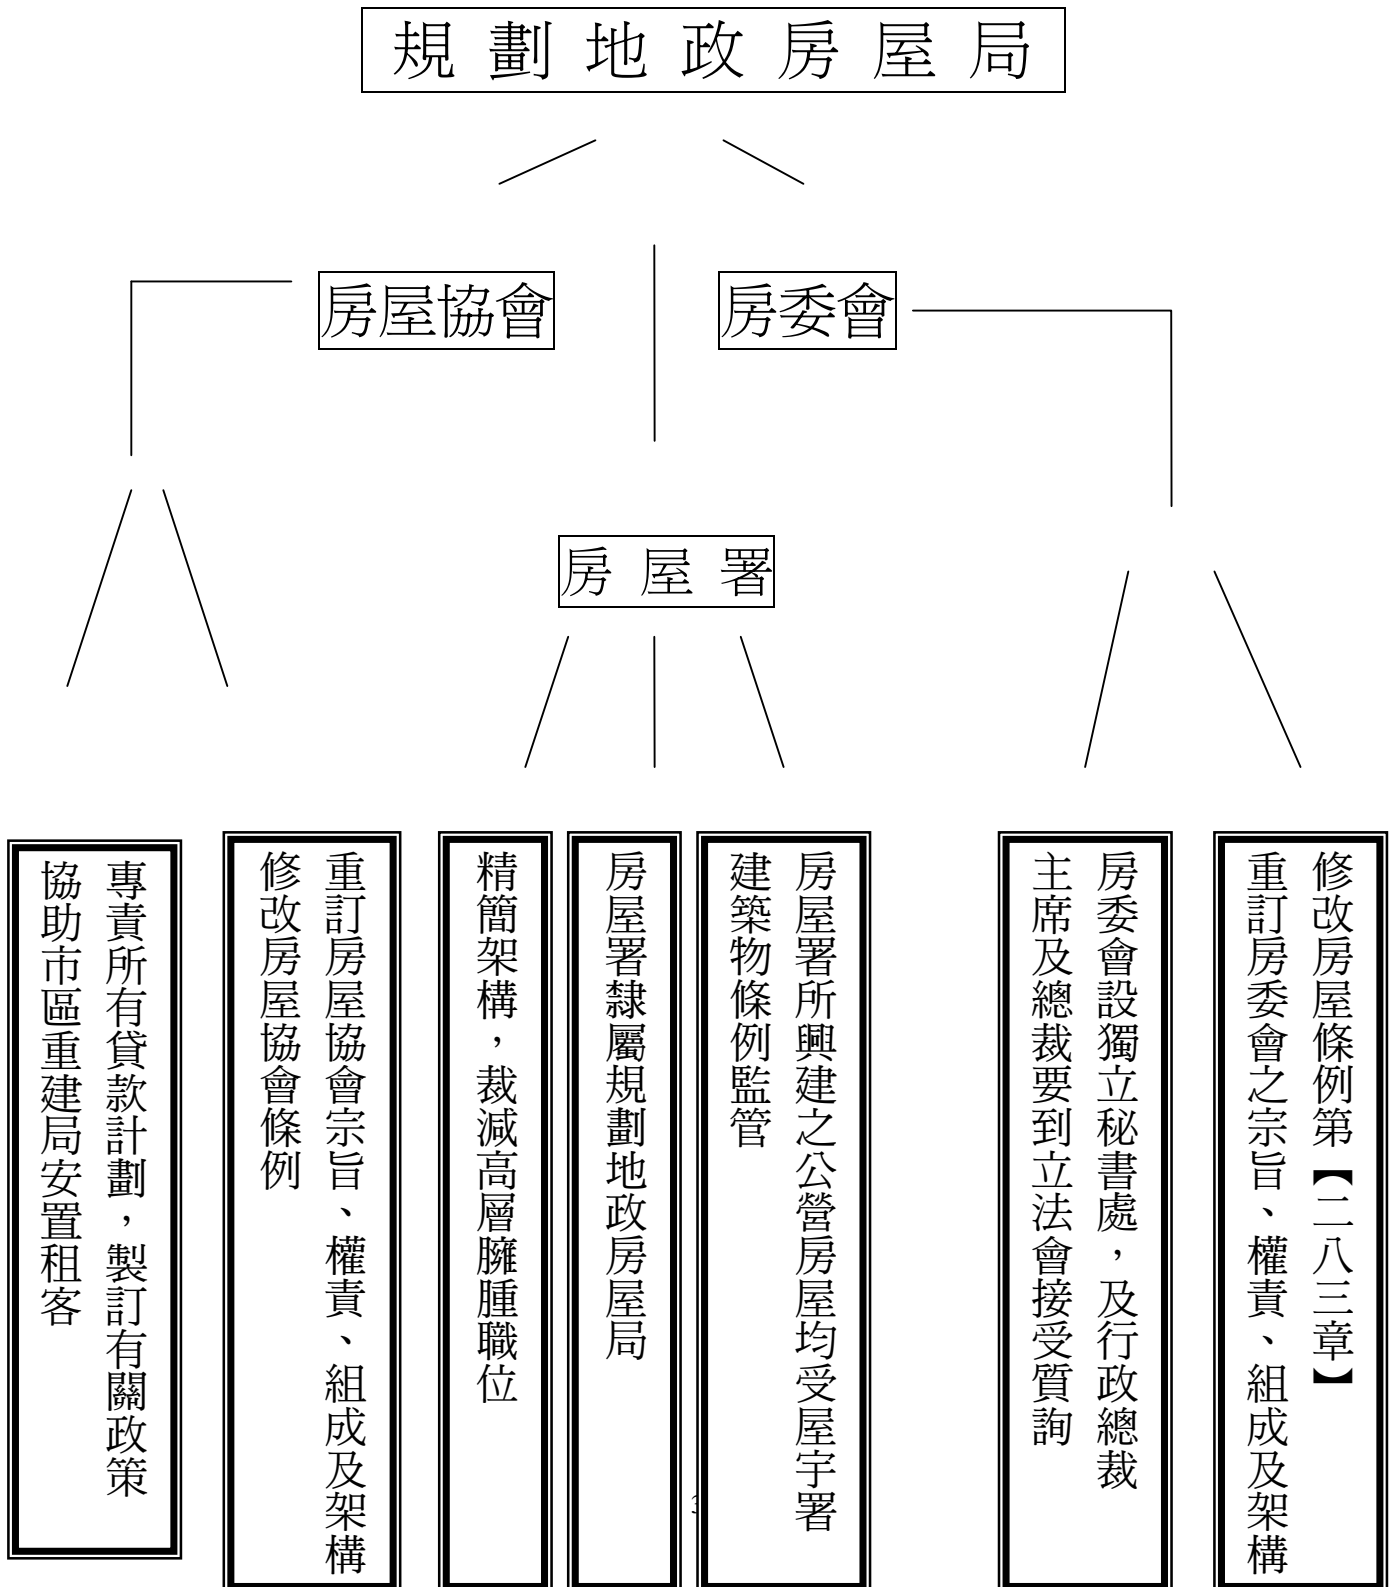 規劃地政房屋局
房屋協會
房委會
房屋署
修改房屋條例第【二八三章】
重訂房委會之宗旨、權責、組成及架構
房委會設獨立秘書處，及行政總裁
主席及總裁要到立法會接受質詢
房屋署所興建之公營房屋均受屋宇署
建築物條例監管
房屋署隸屬規劃地政房屋局
精簡架構，裁減高層臃腫職位
重訂房屋協會宗旨、權責、組成及架構
修改房屋協會條例
專責所有貸款計劃，製訂有關政策
協助市區重建局安置租客